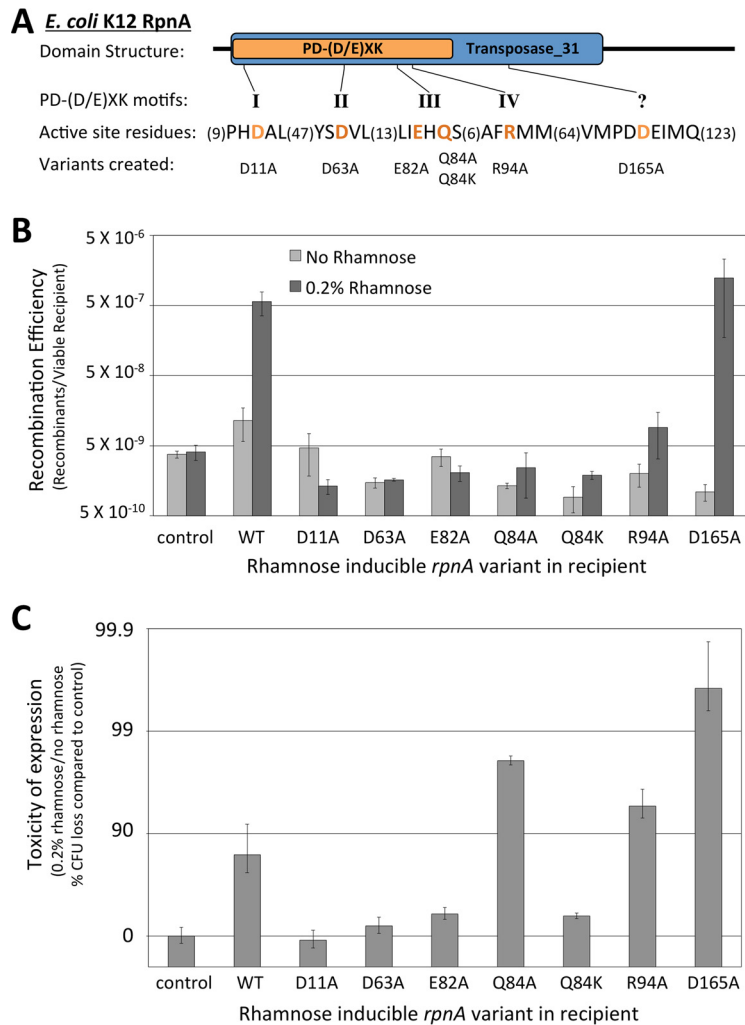 A
E. coli K12 RpnA
Domain Structure:
PD-(D/E)XK
Transposase_31
PD-(D/E)XK motifs:
I II III IV ?
Active site residues:
(9)PHDAL(47)YSDVL(13)LIEHQS(6)AFRMM(64)VMPDDEIMQ(123)
Variants created:
D11A D63A E82A Q84A R94A D165A
Q84K
B
Recombination Efficiency
(Recombinants/Viable Recipient)
5 X 10-6
5 X 10-7
5 X 10-8
5 X 10-9
5 X 10-10
No Rhamnose
0.2% Rhamnose
control WT D11A D63A E82A Q84A Q84K R94A D165A
Rhamnose inducible rpnA variant in recipient
C
Toxicity of expression
(0.2% rhamnose/no rhamnose
% CFU loss compared to control)
99.9
99
90
0
control WT D11A D63A E82A Q84A Q84K R94A D165A
Rhamnose inducible rpnA variant in recipient